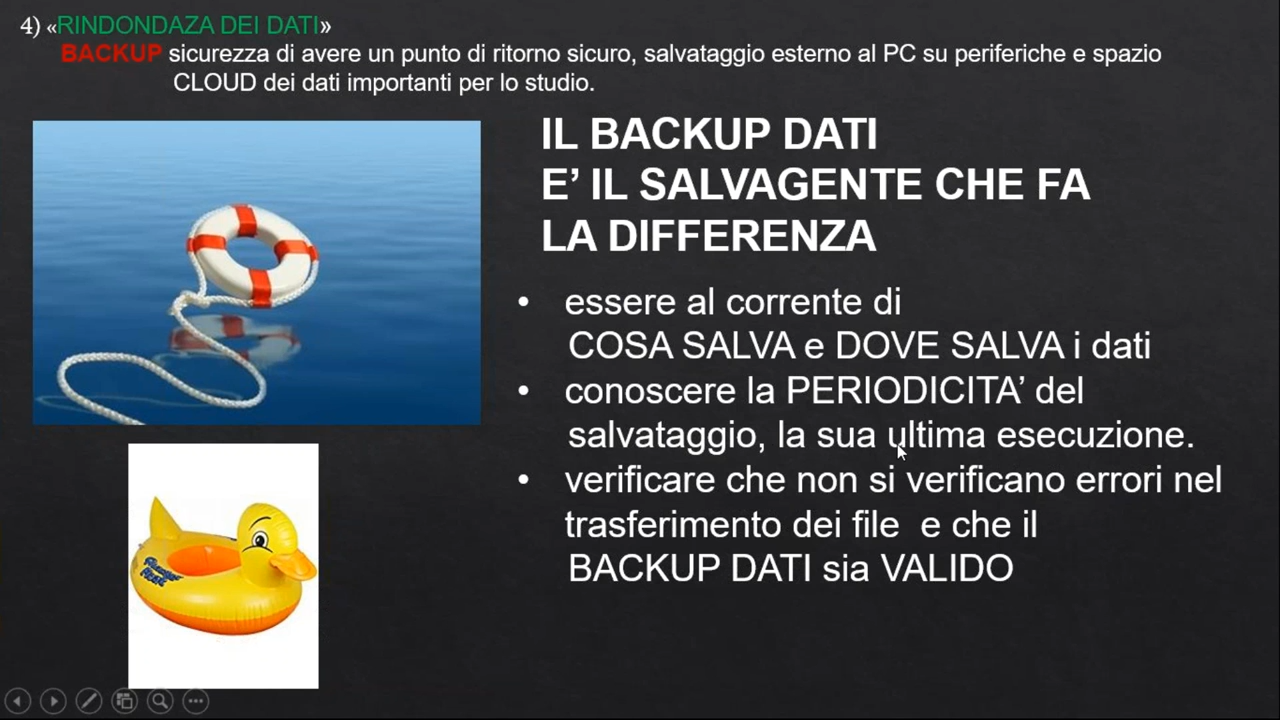 4) «RINDONDAZA DEI DATI»
BACKUP sicurezza di avere un punto di ritorno sicuro, salvataggio esterno al PC su periferiche e spazio
CLOUD dei dati importanti per lo studio.
IL BACKUP DATI
E’ IL SALVAGENTE CHE FA
LA DIFFERENZA
• essere al corrente di
COSA SALVA e DOVE SALVA i dati
• conoscere la PERIODICITA’ del
salvataggio, la sua ultima esecuzione.
• verificare che non si verificano errori nel
trasferimento dei file e che il
BACKUP DATI sia VALIDO